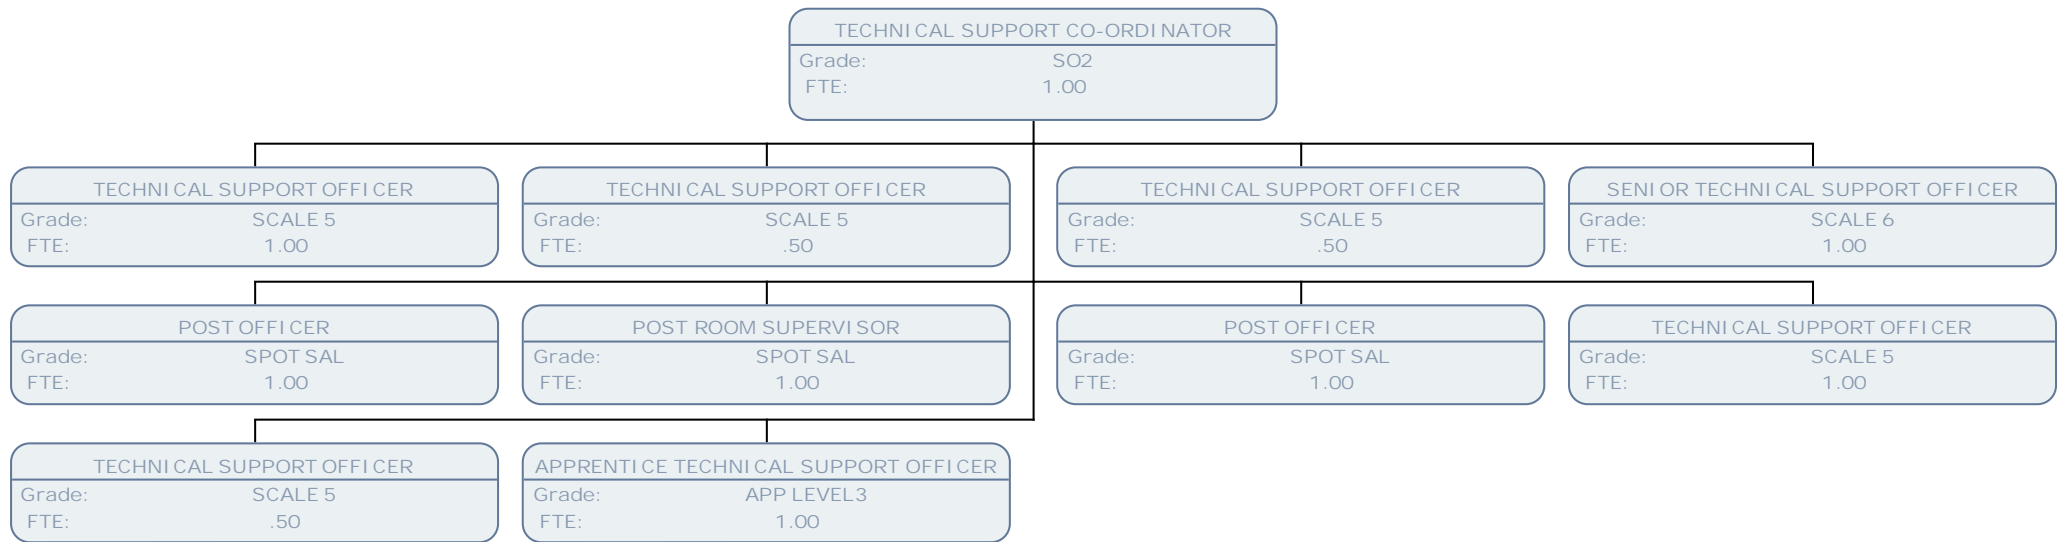 TECHNICAL SUPPORT CO-ORDINATOR
Grade: SO2
FTE: 1.00
TECHNICAL SUPPORT OFFICER
Grade: SCALE 5
FTE: 1.00
TECHNICAL SUPPORT OFFICER
Grade: SCALE 5
FTE: .50
TECHNICAL SUPPORT OFFICER
Grade: SCALE 5
FTE: .50
SENIOR TECHNICAL SUPPORT OFFICER
Grade: SCALE 6
FTE: 1.00
POST OFFICER
Grade: SPOT SAL
FTE: 1.00
POST ROOM SUPERVISOR
Grade: SPOT SAL
FTE: 1.00
POST OFFICER
Grade: SPOT SAL
FTE: 1.00
TECHNICAL SUPPORT OFFICER
Grade: SCALE 5
FTE: 1.00
TECHNICAL SUPPORT OFFICER
Grade: SCALE 5
FTE: .50
APPRENTICE TECHNICAL SUPPORT OFFICER
Grade: APP LEVEL3
FTE: 1.00